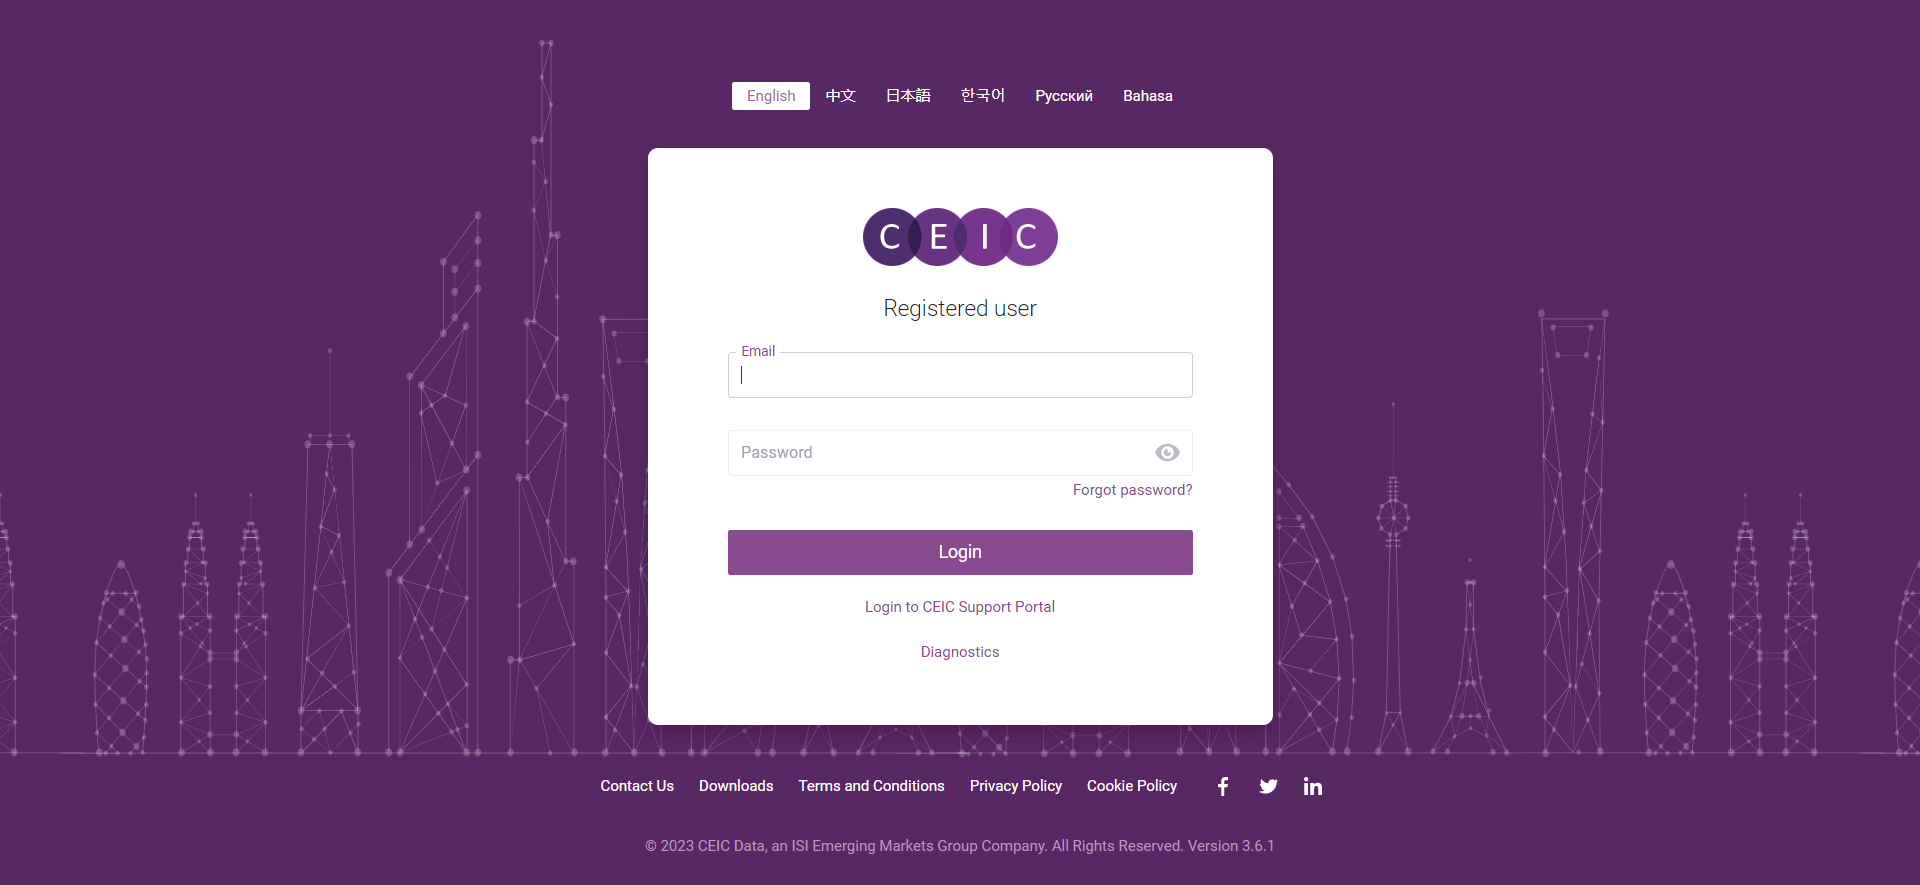 English 中文 日本語 한국어 Русский Bahasa
CEIC
Registered user
Email
Password
Forgot password?
Login
Login to CEIC Support Portal
Diagnostics
Contact Us Downloads Terms and Conditions Privacy Policy Cookie Policy
© 2023 CEIC Data, an ISI Emerging Markets Group Company. All Rights Reserved. Version 3.6.1